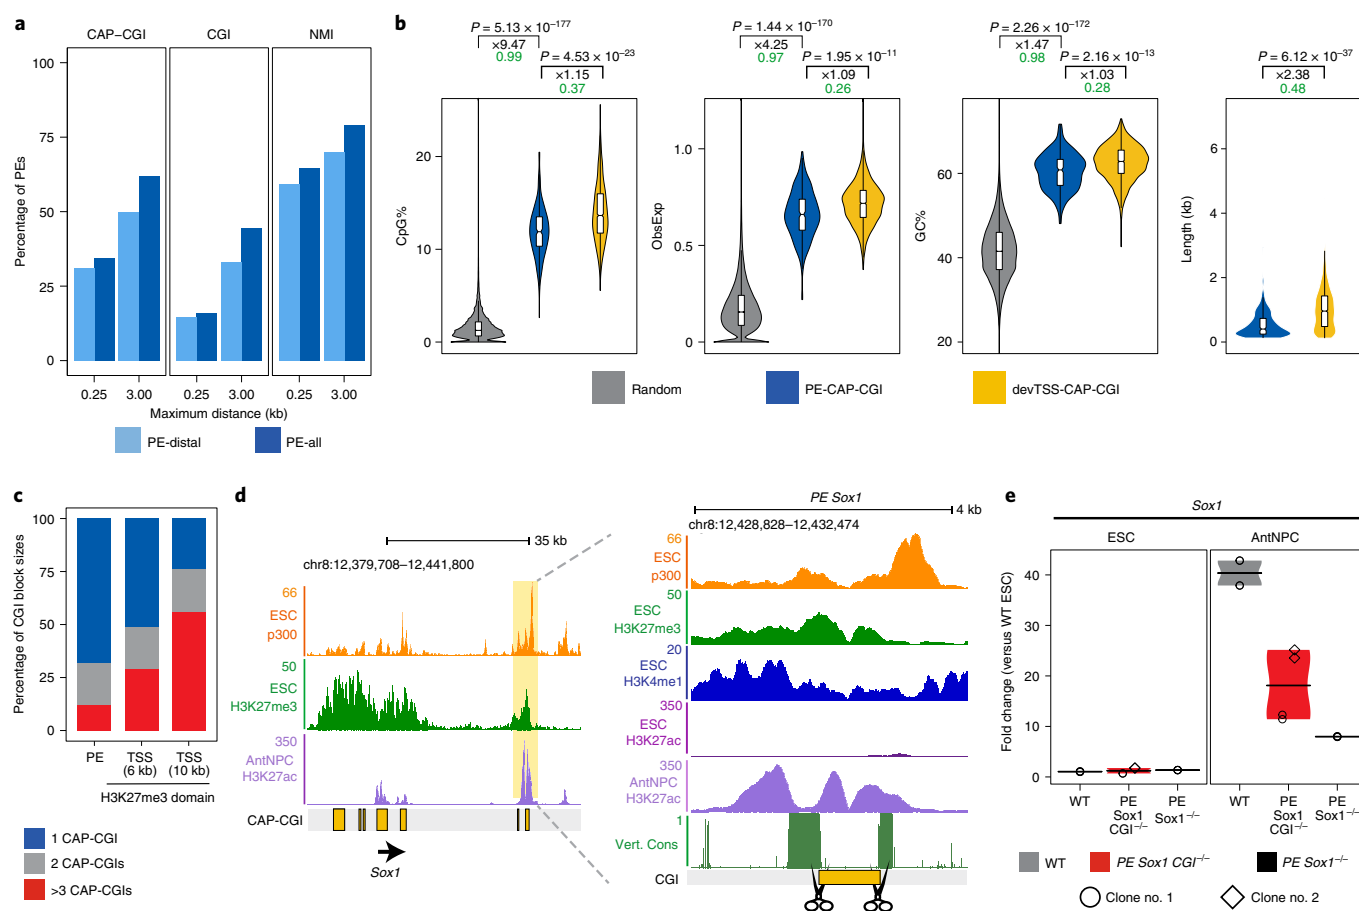 a
CAP–CGI
CGI
NMI
100
75
50
25
0
Percentage of PEs
0.25
3.00
0.25
3.00
0.25
3.00
Maximum distance (kb)
PE-distal
PE-all
b
P = 5.13 × 10−177
×9.47
0.99
P = 4.53 × 10−23
×1.15
0.37
CpG%
20
10
0
P = 1.44 × 10−170
×4.25
0.97
P = 1.95 × 10−11
×1.09
0.26
ObsExp
1.0
0.5
0
P = 2.26 × 10−172
×1.47
0.98
P = 2.16 × 10−13
×1.03
0.28
GC%
60
40
20
P = 6.12 × 10−37
×2.38
0.48
Length (kb)
6
4
2
0
Random
PE-CAP-CGI
devTSS-CAP-CGI
c
Percentage of CGI block sizes
100
75
50
25
0
PE
TSS
(6 kb)
TSS
(10 kb)
H3K27me3 domain
1 CAP-CGI
2 CAP-CGIs
>3 CAP-CGIs
d
35 kb
chr8:12,379,708–12,441,800
66
ESC
p300
50
ESC
H3K27me3
350
AntNPC
H3K27ac
CAP-CGI
Sox1
PE Sox1
4 kb
chr8:12,428,828–12,432,474
66
ESC
p300
50
ESC
H3K27me3
20
ESC
H3K4me1
350
ESC
H3K27ac
350
AntNPC
H3K27ac
1
Vert. Cons
CGI
e
Sox1
ESC
AntNPC
Fold change (versus WT ESC)
40
30
20
10
0
WT
PE
Sox1
CGI−/−
PE
Sox1−/−
WT
PE
Sox1
CGI−/−
PE
Sox1−/−
WT
PE Sox1 CGI−/−
PE Sox1−/−
Clone no. 1
Clone no. 2